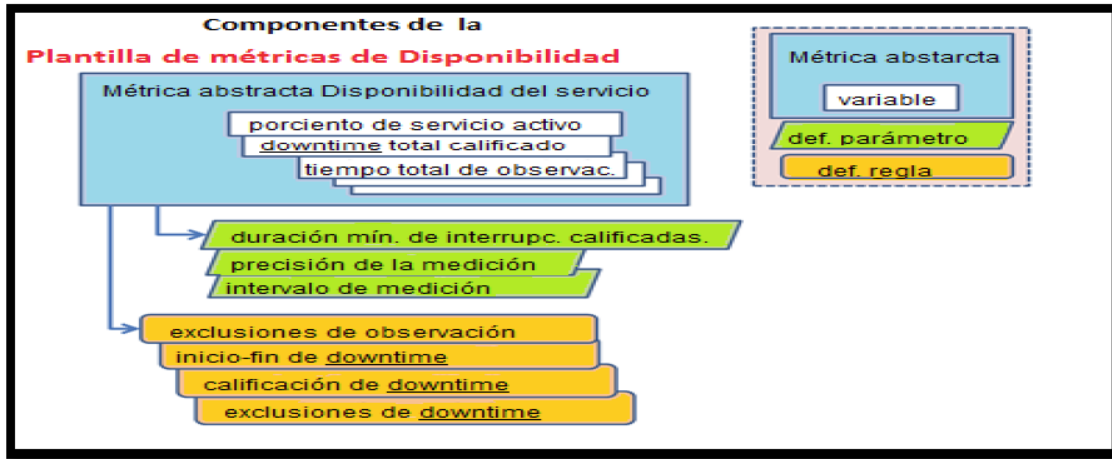 Componentes de la
Plantilla de métricas de Disponibilidad
Métrica abstracta Disponibilidad del servicio
porciento de servicio activo
downtime total calificado
tiempo total de observac.
duración mín. de interrupc. calificadas.
precisión de la medición
intervalo de medición
exclusiones de observación
inicio-fin de downtime
calificación de downtime
exclusiones de downtime
Métrica abstarcta
variable
def. parámetro
def. regla